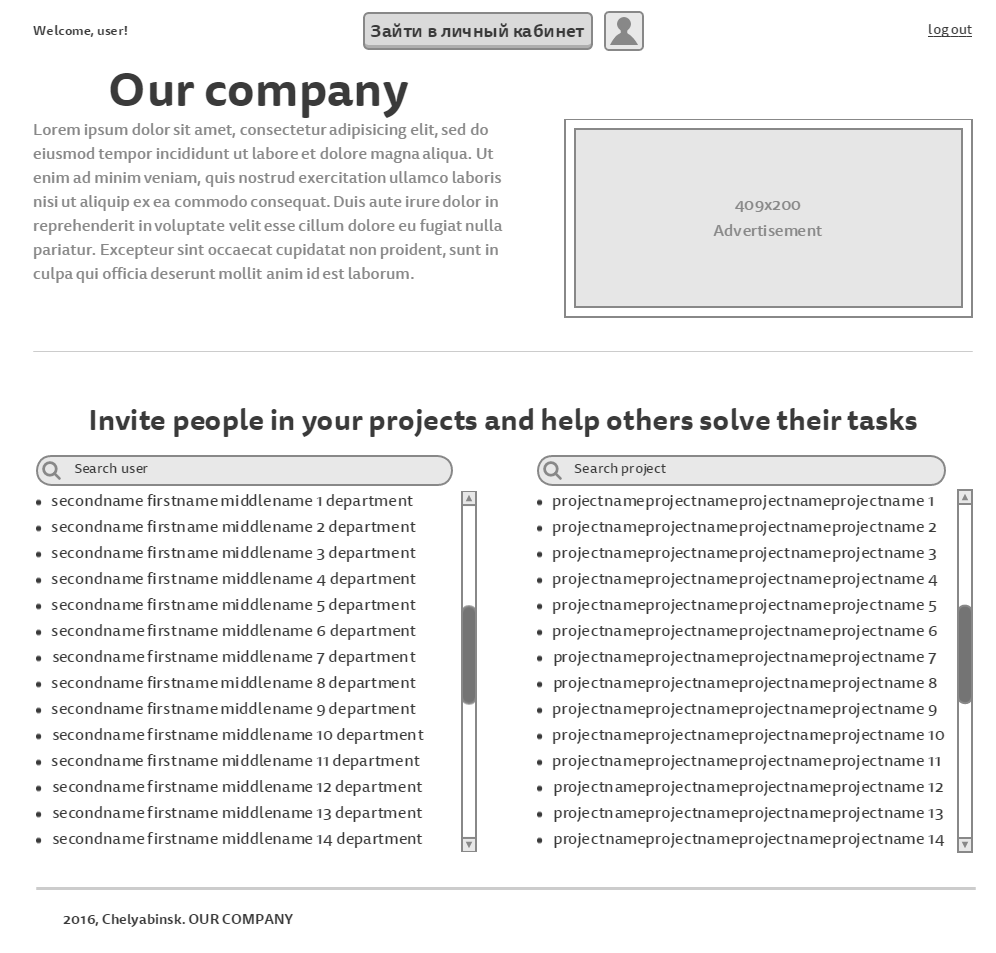 Welcome, user!
Зайти в личный кабинет
log out
Our company
Lorem ipsum dolor sit amet, consectetur adipisicing elit, sed do
eiusmod tempor incididunt ut labore et dolore magna aliqua. Ut
enim ad minim veniam, quis nostrud exercitation ullamco laboris
nisi ut aliquip ex ea commodo consequat. Duis aute irure dolor in
reprehenderit in voluptate velit esse cillum dolore eu fugiat nulla
pariatur. Excepteur sint occaecat cupidatat non proident, sunt in
culpa qui officia deserunt mollit anim id est laborum.
409x200
Advertisement
Invite people in your projects and help others solve their tasks
Search user
secondname firstname middlename 1 department
secondname firstname middlename 2 department
secondname firstname middlename 3 department
secondname firstname middlename 4 department
secondname firstname middlename 5 department
secondname firstname middlename 6 department
secondname firstname middlename 7 department
secondname firstname middlename 8 department
secondname firstname middlename 9 department
secondname firstname middlename 10 department
secondname firstname middlename 11 department
secondname firstname middlename 12 department
secondname firstname middlename 13 department
secondname firstname middlename 14 department
Search project
projectnameprojectnameprojectnameprojectname 1
projectnameprojectnameprojectnameprojectname 2
projectnameprojectnameprojectnameprojectname 3
projectnameprojectnameprojectnameprojectname 4
projectnameprojectnameprojectnameprojectname 5
projectnameprojectnameprojectnameprojectname 6
projectnameprojectnameprojectnameprojectname 7
projectnameprojectnameprojectnameprojectname 8
projectnameprojectnameprojectnameprojectname 9
projectnameprojectnameprojectnameprojectname 10
projectnameprojectnameprojectnameprojectname 11
projectnameprojectnameprojectnameprojectname 12
projectnameprojectnameprojectnameprojectname 13
projectnameprojectnameprojectnameprojectname 14
2016, Chelyabinsk. OUR COMPANY